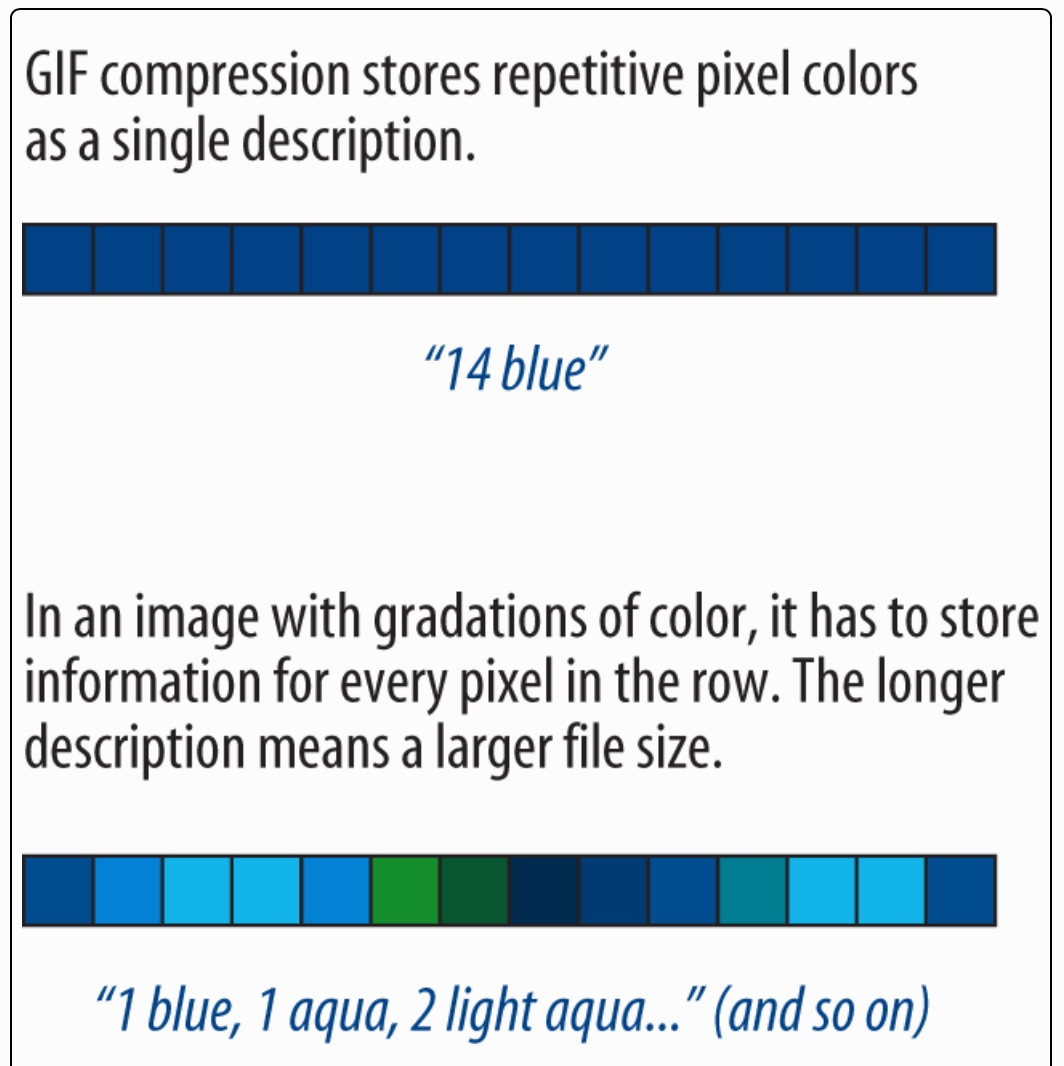 GIF compression stores repetitive pixel colors
as a single description.
“14 blue”
In an image with gradations of color, it has to store
information for every pixel in the row. The longer
description means a larger file size.
“1 blue, 1 aqua, 2 light aqua...” (and so on)